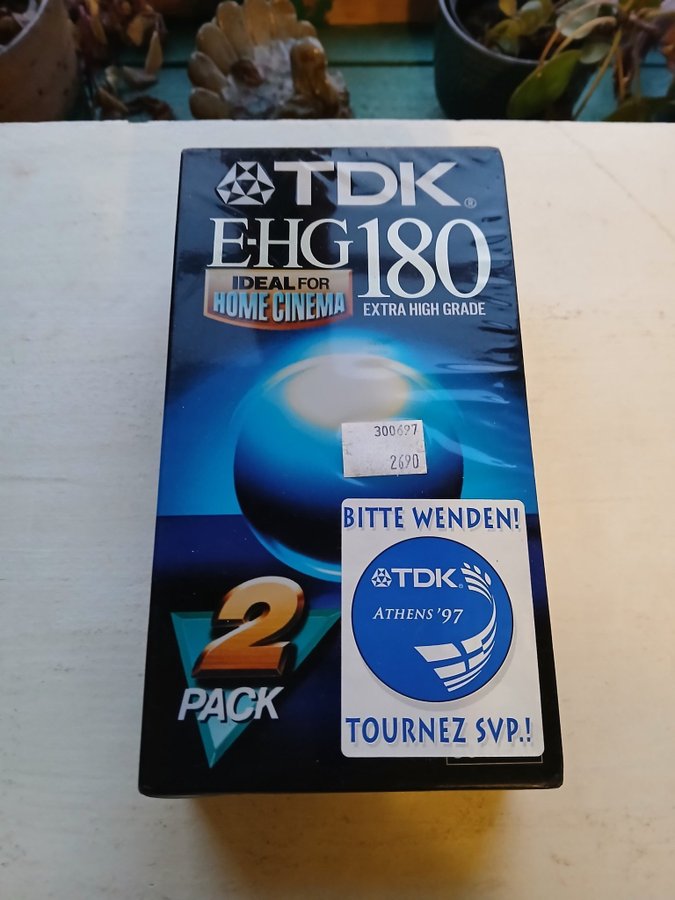 TDK®
E-HG 180
IDEAL FOR
HOME CINEMA
EXTRA HIGH GRADE
300697
2690
BITTE WENDEN!
TDK®
ATHENS '97
2
PACK
TOURNEZ SVP.!